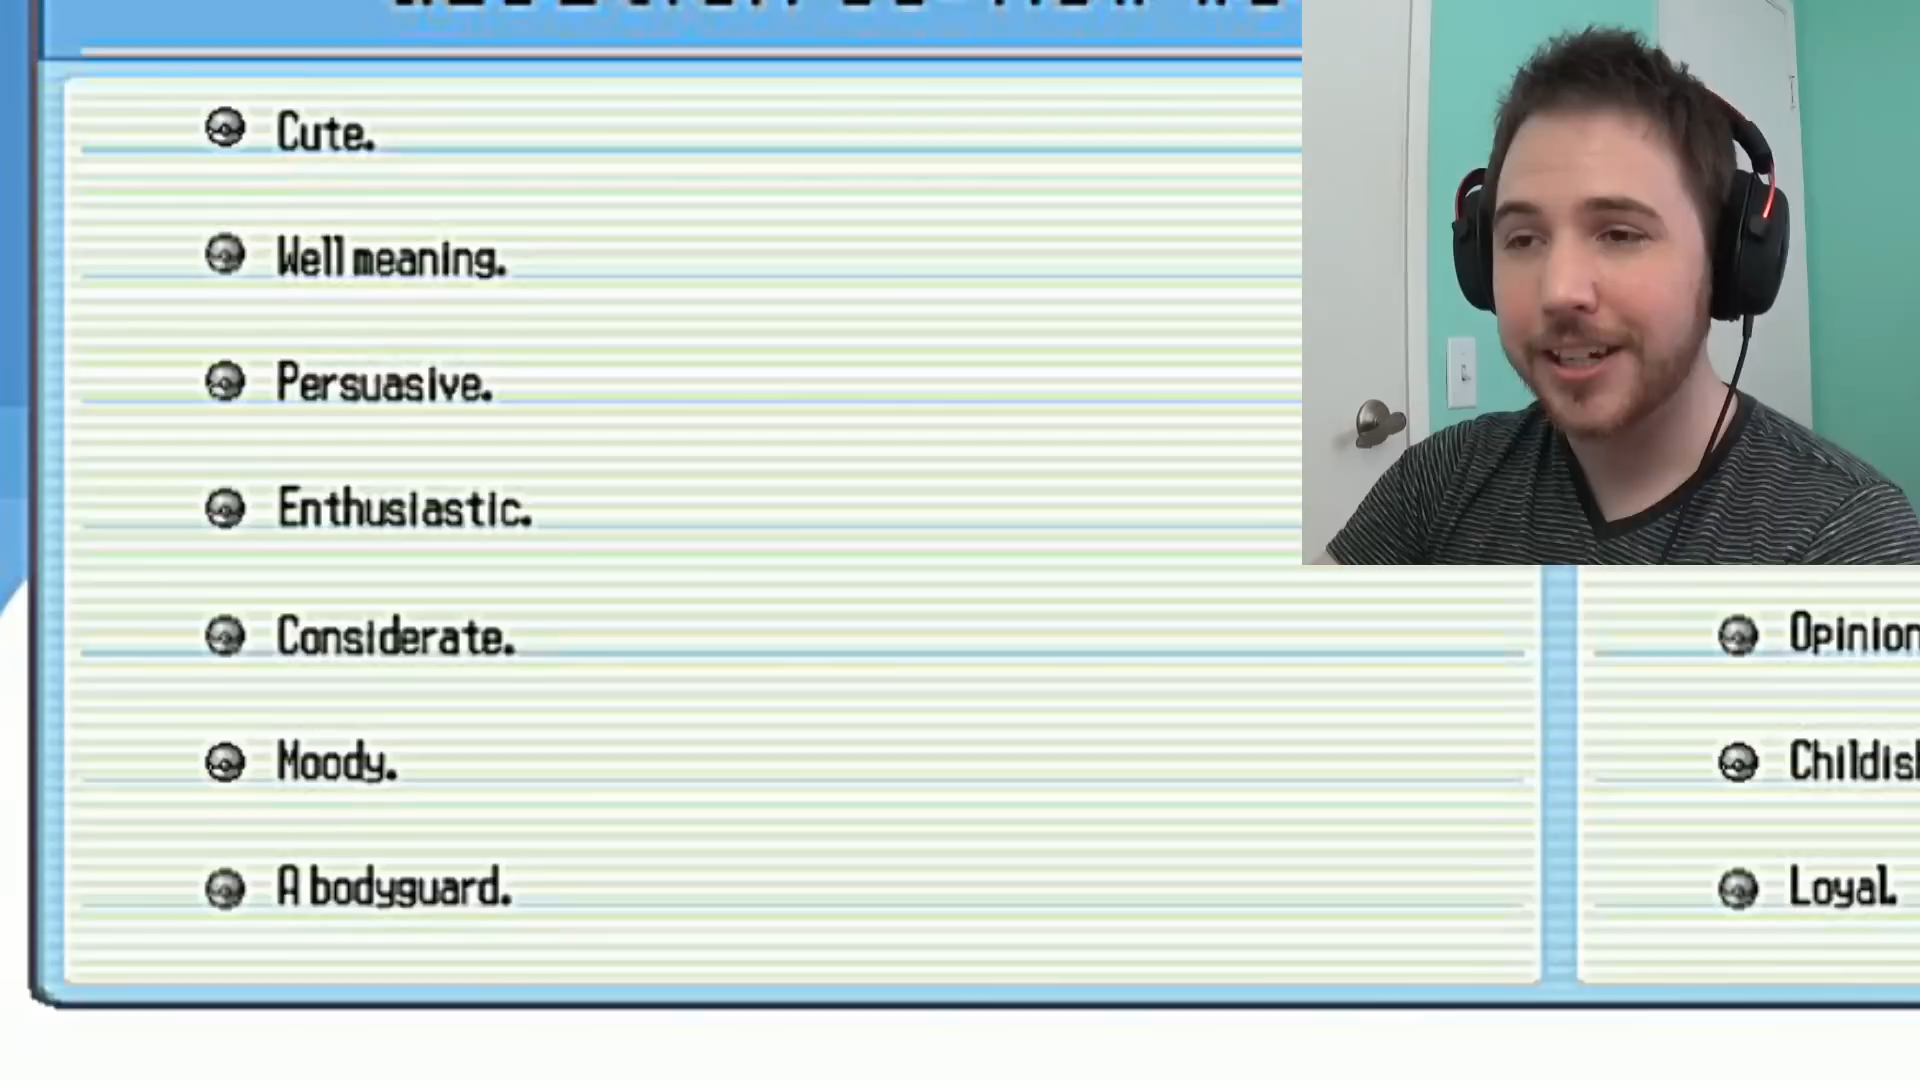 Cute.
Well meaning.
Persuasive.
Enthusiastic.
Considerate.
Moody.
A bodyguard.
Loyal.